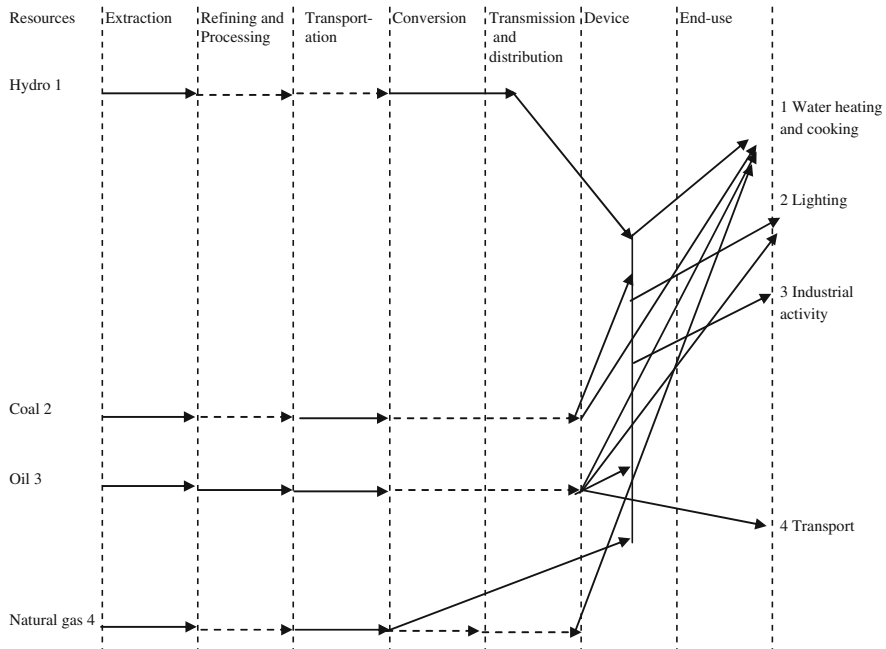 Resources
Extraction
Refining and
Processing
Transport-
ation
Conversion
Transmission
and
distribution
Device
End-use
Hydro 1
1 Water heating
and cooking
2 Lighting
3 Industrial
activity
Coal 2
Oil 3
4 Transport
Natural gas 4